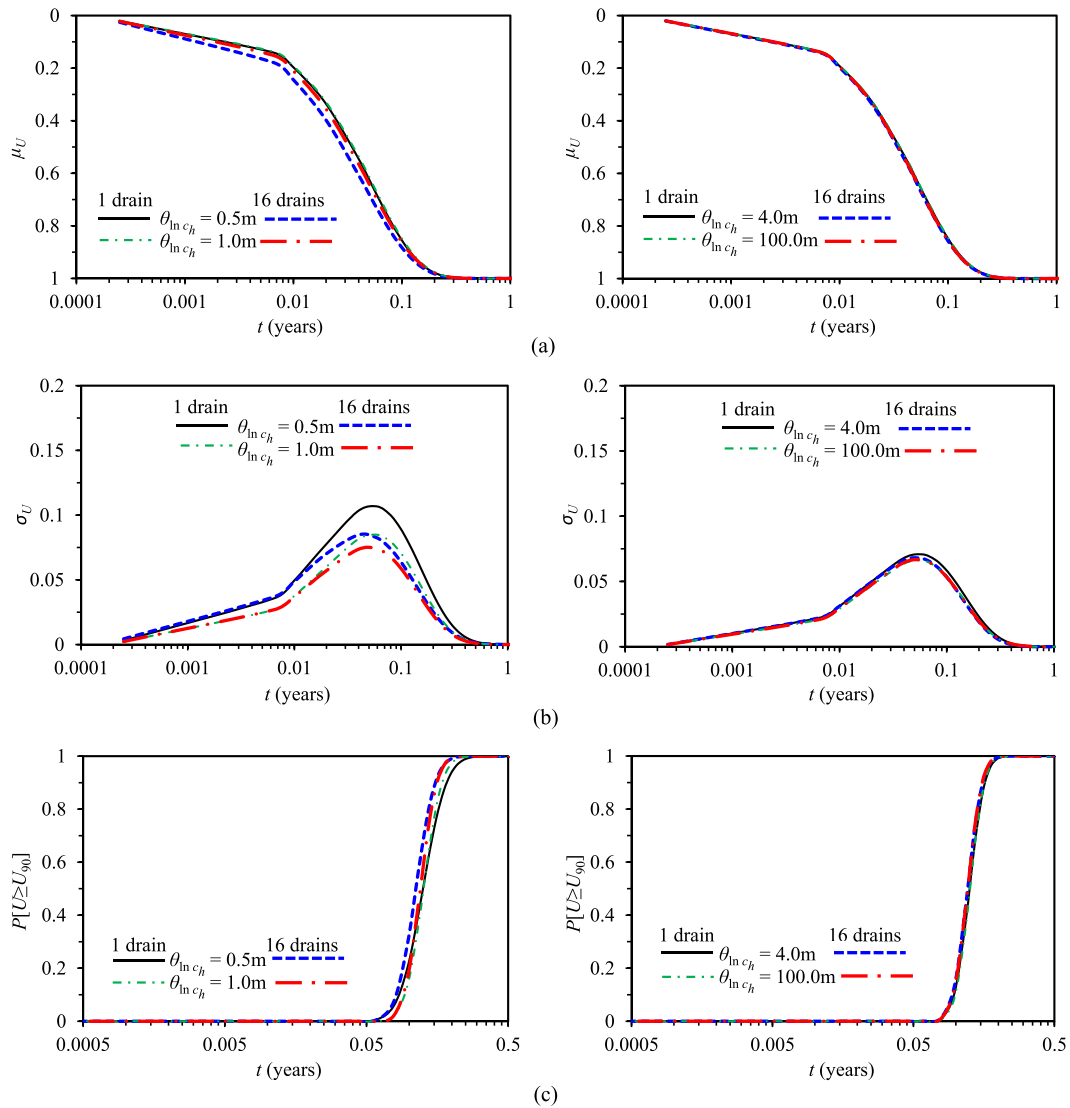 0
0.2
0.4
0.6
0.8
1
μU
1 drain 16 drains
θln ch = 0.5m
θln ch = 1.0m
0.0001 0.001 0.01 0.1 1
t (years)
0
0.2
0.4
0.6
0.8
1
μU
1 drain 16 drains
θln ch = 4.0m
θln ch = 100.0m
0.0001 0.001 0.01 0.1 1
t (years)
(a)
0.2
0.15
0.1
0.05
0
σU
1 drain 16 drains
θln ch = 0.5m
θln ch = 1.0m
0.0001 0.001 0.01 0.1 1
t (years)
0.2
0.15
0.1
0.05
0
σU
1 drain 16 drains
θln ch = 4.0m
θln ch = 100.0m
0.0001 0.001 0.01 0.1 1
t (years)
(b)
1
0.8
0.6
0.4
0.2
0
P[U≥U90]
1 drain 16 drains
θln ch = 0.5m
θln ch = 1.0m
0.0005 0.005 0.05 0.5
t (years)
1
0.8
0.6
0.4
0.2
0
P[U≥U90]
1 drain 16 drains
θln ch = 4.0m
θln ch = 100.0m
0.0005 0.005 0.05 0.5
t (years)
(c)